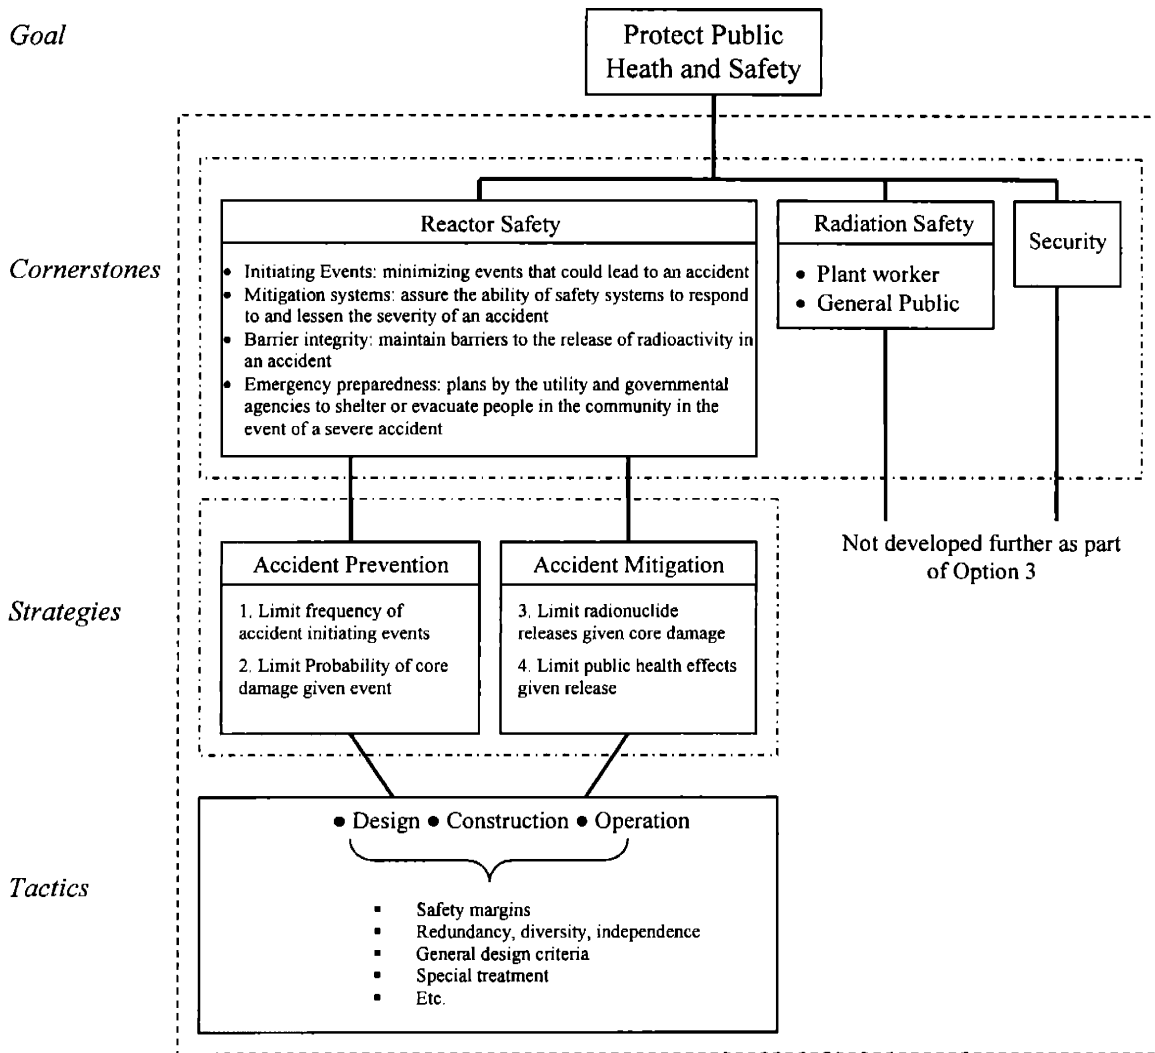 Goal
Protect Public
Heath and Safety
Cornerstones
Reactor Safety
• Initiating Events: minimizing events that could lead to an accident
• Mitigation systems: assure the ability of safety systems to respond
to and lessen the severity of an accident
• Barrier integrity: maintain barriers to the release of radioactivity in
an accident
• Emergency preparedness: plans by the utility and governmental
agencies to shelter or evacuate people in the community in the
event of a severe accident
Radiation Safety
• Plant worker
• General Public
Security
Not developed further as part
of Option 3
Strategies
Accident Prevention
1. Limit frequency of
accident initiating events
2. Limit Probability of core
damage given event
Accident Mitigation
3. Limit radionuclide
releases given core damage
4. Limit public health effects
given release
Tactics
• Design • Construction • Operation
▪ Safety margins
▪ Redundancy, diversity, independence
▪ General design criteria
▪ Special treatment
▪ Etc.